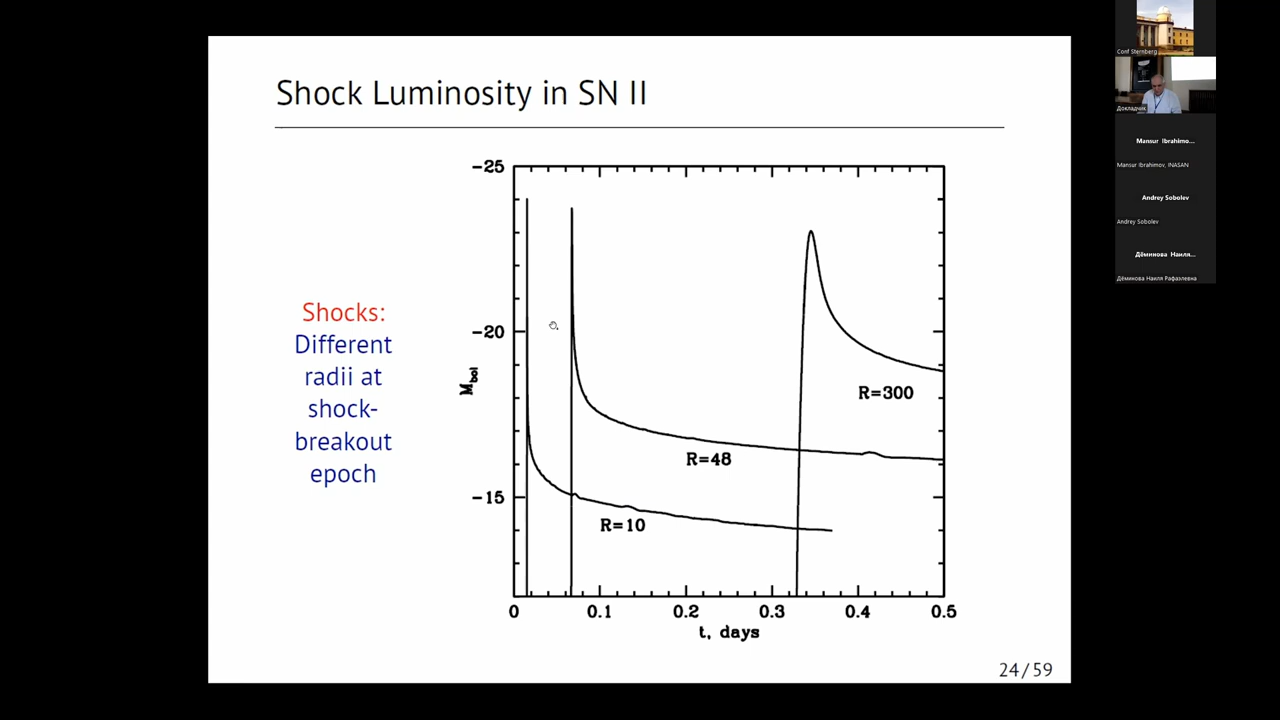 Shock Luminosity in SN II
Shocks:
Different
radii at
shock-
breakout
epoch
-25
-20
-15
M_bol
R=300
R=48
R=10
0
0.1
0.2
0.3
0.4
0.5
t, days
24/59
Conf Sternberg
Докладчик
Mansur Ibrahimo...
Mansur Ibrahimov, INASAN
Andrey Sobolev
Andrey Sobolev
Дёминова Наиля...
Дёминова Наиля Рафаэлевна